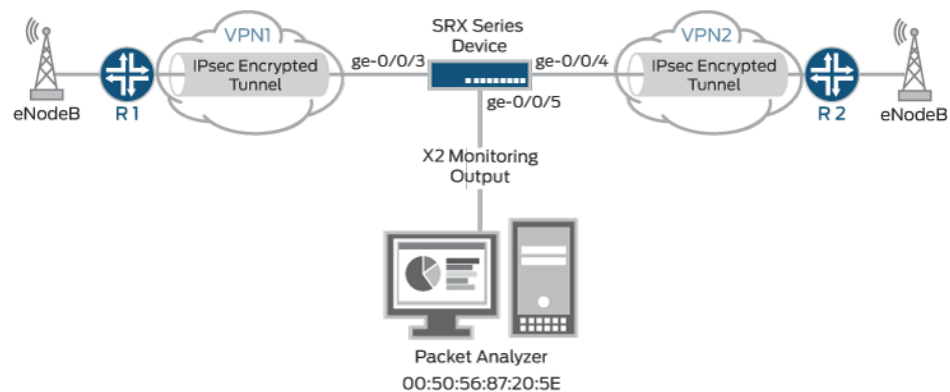 SRX Series
Device
VPN1
VPN2
IPsec Encrypted
Tunnel
ge-0/0/3
ge-0/0/4
IPsec Encrypted
Tunnel
ge-0/0/5
eNodeB
R 1
R 2
eNodeB
X2 Monitoring
Output
Packet Analyzer
00:50:56:87:20:5E